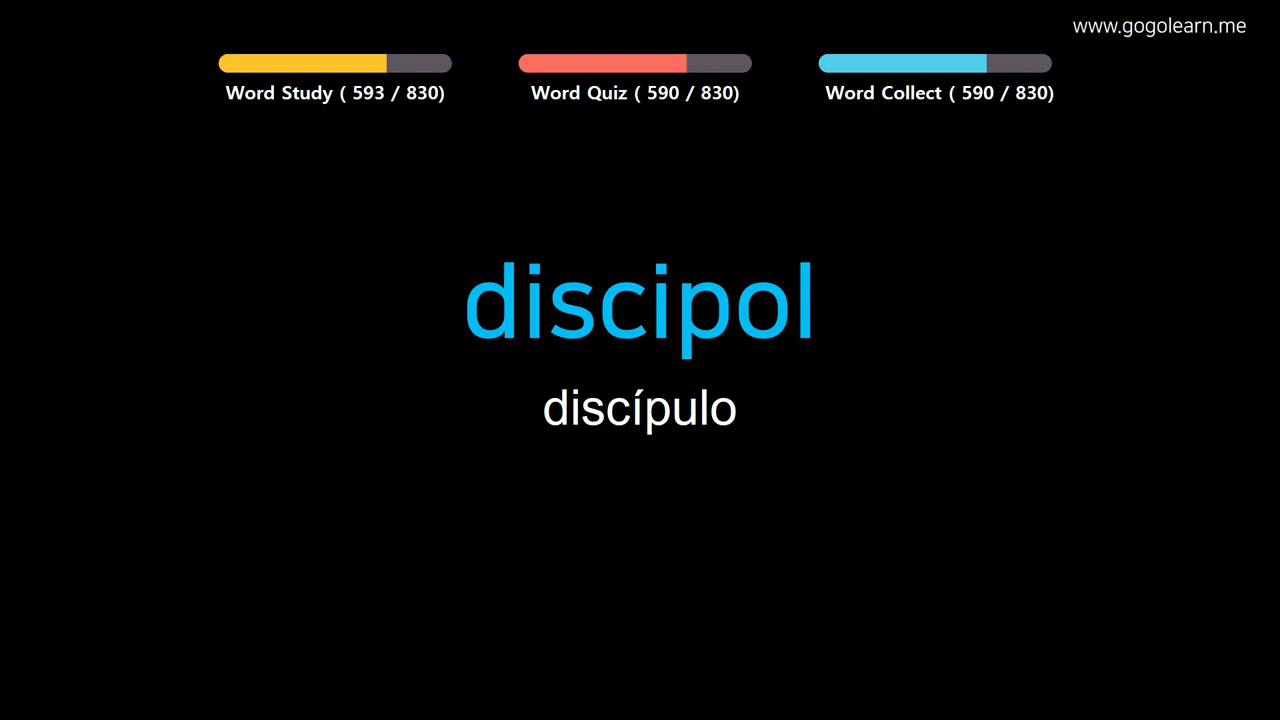 www.gogolearn.me
Word Study ( 593 / 830)
Word Quiz ( 590 / 830)
Word Collect ( 590 / 830)
discipol
discípulo